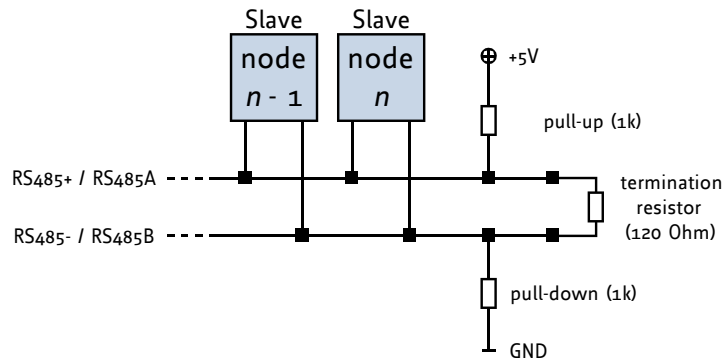 Slave Slave
node node
n - 1 n
+5V
pull-up (1k)
RS485+ / RS485A
termination
resistor
(120 Ohm)
RS485- / RS485B
pull-down (1k)
GND